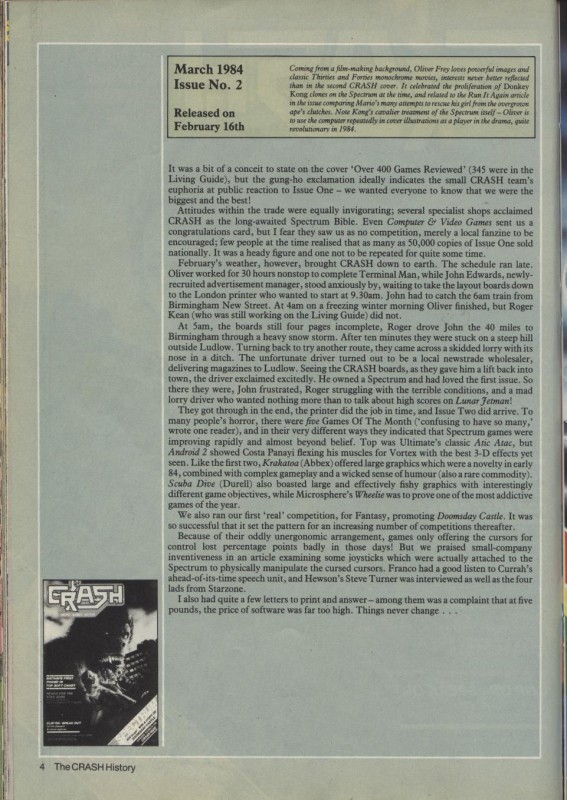 March 1984
Issue No. 2
Released on
February 16th
Coming from a film-making background, Oliver Frey loves powerful images and
classic Thirties and Forties monochrome movies, interests never better reflected
than in the second CRASH cover. It celebrated the proliferation of Donkey
Kong clones on the Spectrum at the time, and related to the Run It Again article
in the issue comparing Mario's many attempts to rescue his girl from the overgrown
ape's clutches. Note Kong's cavalier treatment of the Spectrum itself – Oliver is
to use the computer repeatedly in cover illustrations as a player in the drama, quite
revolutionary in 1984.
It was a bit of a conceit to state on the cover 'Over 400 Games Reviewed' (345 were in the
Living Guide), but the gung-ho exclamation ideally indicates the small CRASH team's
euphoria at public reaction to Issue One – we wanted everyone to know that we were the
biggest and the best!
Attitudes within the trade were equally invigorating; several specialist shops acclaimed
CRASH as the long-awaited Spectrum Bible. Even Computer & Video Games sent us a
congratulations card, but I fear they saw us as no competition, merely a local fanzine to be
encouraged; few people at the time realised that as many as 50,000 copies of Issue One sold
nationally. It was a heady figure and one not to be repeated for quite some time.
February's weather, however, brought CRASH down to earth. The schedule ran late.
Oliver worked for 30 hours nonstop to complete Terminal Man, while John Edwards, newly-
recruited advertisement manager, stood anxiously by, waiting to take the layout boards down
to the London printer who wanted to start at 9.30am. John had to catch the 6am train from
Birmingham New Street. At 4am on a freezing winter morning Oliver finished, but Roger
Kean (who was still working on the Living Guide) did not.
At 5am, the boards still four pages incomplete, Roger drove John the 40 miles to
Birmingham through a heavy snow storm. After ten minutes they were stuck on a steep hill
outside Ludlow. Turning back to try another route, they came across a skidded lorry with its
nose in a ditch. The unfortunate driver turned out to be a local newstrade wholesaler,
delivering magazines to Ludlow. Seeing the CRASH boards, as they gave him a lift back into
town, the driver exclaimed excitedly. He owned a Spectrum and had loved the first issue. So
there they were, John frustrated, Roger struggling with the terrible conditions, and a mad
lorry driver who wanted nothing more than to talk about high scores on Lunar Jetman!
They got through in the end, the printer did the job in time, and Issue Two did arrive. To
many people's horror, there were five Games Of The Month ('confusing to have so many,'
wrote one reader), and in their very different ways they indicated that Spectrum games were
improving rapidly and almost beyond belief. Top was Ultimate's classic Atic Atac, but
Android 2 showed Costa Panayi flexing his muscles for Vortex with the best 3-D effects yet
seen. Like the first two, Krakatoa (Abbex) offered large graphics which were a novelty in early
84, combined with complex gameplay and a wicked sense of humour (also a rare commodity).
Scuba Dive (Durell) also boasted large and effectively fishy graphics with interestingly
different game objectives, while Microsphere's Wheelie was to prove one of the most addictive
games of the year.
We also ran our first 'real' competition, for Fantasy, promoting Doomsday Castle. It was
so successful that it set the pattern for an increasing number of competitions thereafter.
Because of their oddly unergonomic arrangement, games only offering the cursors for
control lost percentage points badly in those days! But we praised small-company
inventiveness in an article examining some joysticks which were actually attached to the
Spectrum to physically manipulate the cursed cursors. Franco had a good listen to Currah's
ahead-of-its-time speech unit, and Hewson's Steve Turner was interviewed as well as the four
lads from Starzone.
I also had quite a few letters to print and answer – among them was a complaint that at five
pounds, the price of software was far too high. Things never change . . .
CRASH
4 The CRASH History